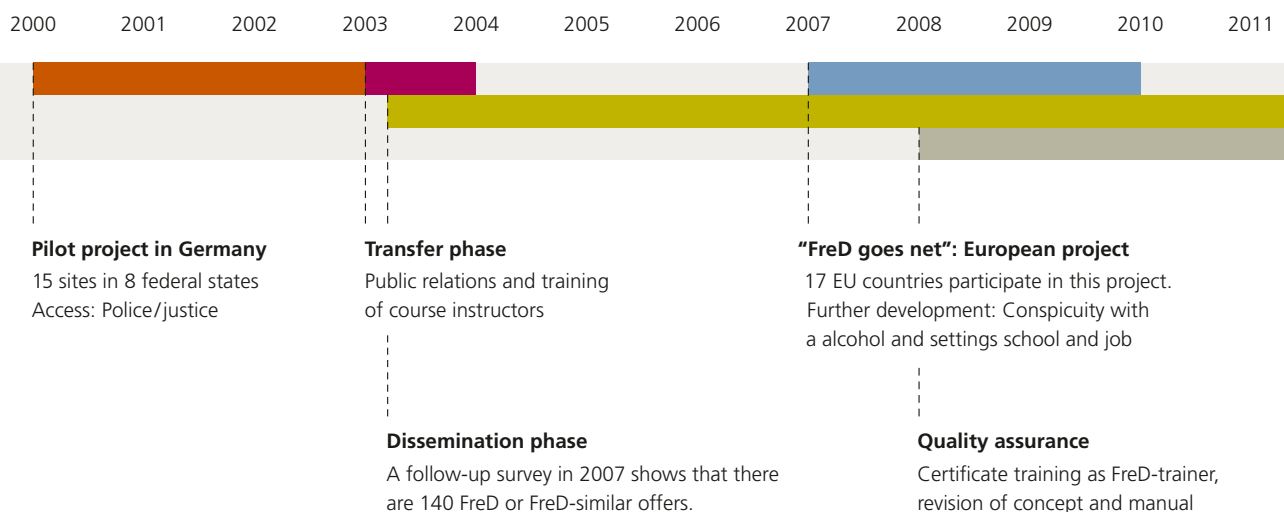 2000 2001 2002 2003 2004 2005 2006 2007 2008 2009 2010 2011
Pilot project in Germany
15 sites in 8 federal states
Access: Police/justice
Transfer phase
Public relations and training
of course instructors
"FreD goes net": European project
17 EU countries participate in this project.
Further development: Conspicuity with
a alcohol and settings school and job
Dissemination phase
A follow-up survey in 2007 shows that there
are 140 FreD or FreD-similar offers.
Quality assurance
Certificate training as FreD-trainer,
revision of concept and manual